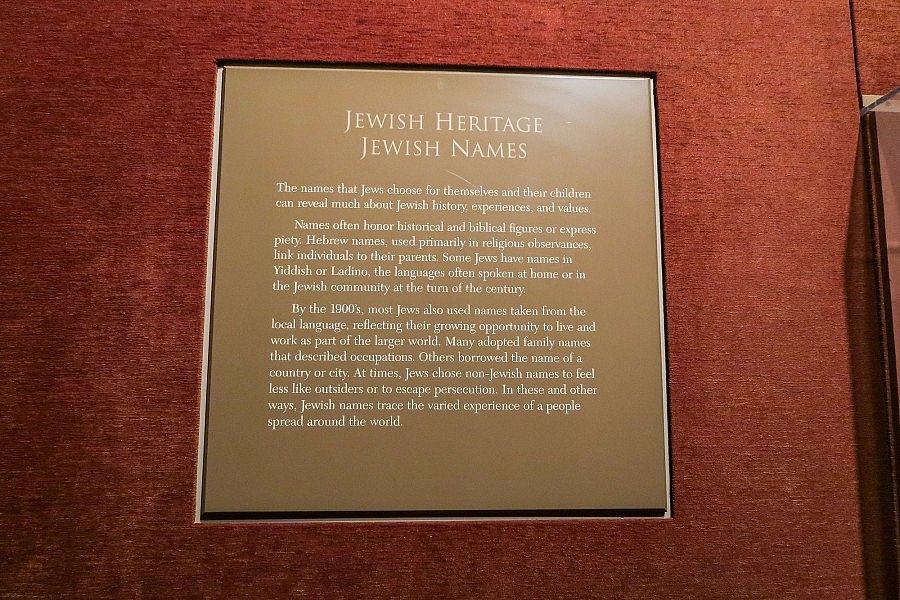 Jewish Heritage
Jewish Names
The names that Jews choose for themselves and their children
can reveal much about Jewish history, experiences, and values.
Names often honor historical and biblical figures or express
piety. Hebrew names, used primarily in religious observances,
link individuals to their parents. Some Jews have names in
Yiddish or Ladino, the languages often spoken at home or in
the Jewish community at the turn of the century.
By the 1900's, most Jews also used names taken from the
local language, reflecting their growing opportunity to live and
work as part of the larger world. Many adopted family names
that described occupations. Others borrowed the name of a
country or city. At times, Jews chose non-Jewish names to feel
less like outsiders or to escape persecution. In these and other
ways, Jewish names trace the varied experience of a people
spread around the world.